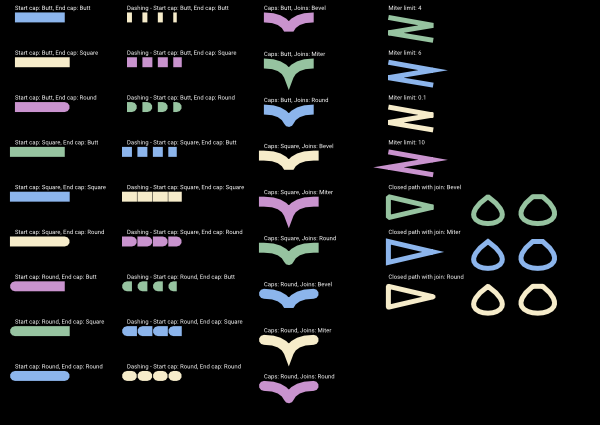 Start cap: Butt, End cap: Butt
Dashing - Start cap: Butt, End cap: Butt
Caps: Butt, Joins: Bevel
Miter limit: 4
Start cap: Butt, End cap: Square
Dashing - Start cap: Butt, End cap: Square
Caps: Butt, Joins: Miter
Miter limit: 6
Start cap: Butt, End cap: Round
Dashing - Start cap: Butt, End cap: Round
Caps: Butt, Joins: Round
Miter limit: 0.1
Start cap: Square, End cap: Butt
Dashing - Start cap: Square, End cap: Butt
Caps: Square, Joins: Bevel
Miter limit: 10
Start cap: Square, End cap: Square
Dashing - Start cap: Square, End cap: Square
Caps: Square, Joins: Miter
Closed path with join: Bevel
Start cap: Square, End cap: Round
Dashing - Start cap: Square, End cap: Round
Caps: Square, Joins: Round
Closed path with join: Miter
Start cap: Round, End cap: Butt
Dashing - Start cap: Round, End cap: Butt
Caps: Round, Joins: Bevel
Closed path with join: Round
Start cap: Round, End cap: Square
Dashing - Start cap: Round, End cap: Square
Caps: Round, Joins: Miter
Start cap: Round, End cap: Round
Dashing - Start cap: Round, End cap: Round
Caps: Round, Joins: Round